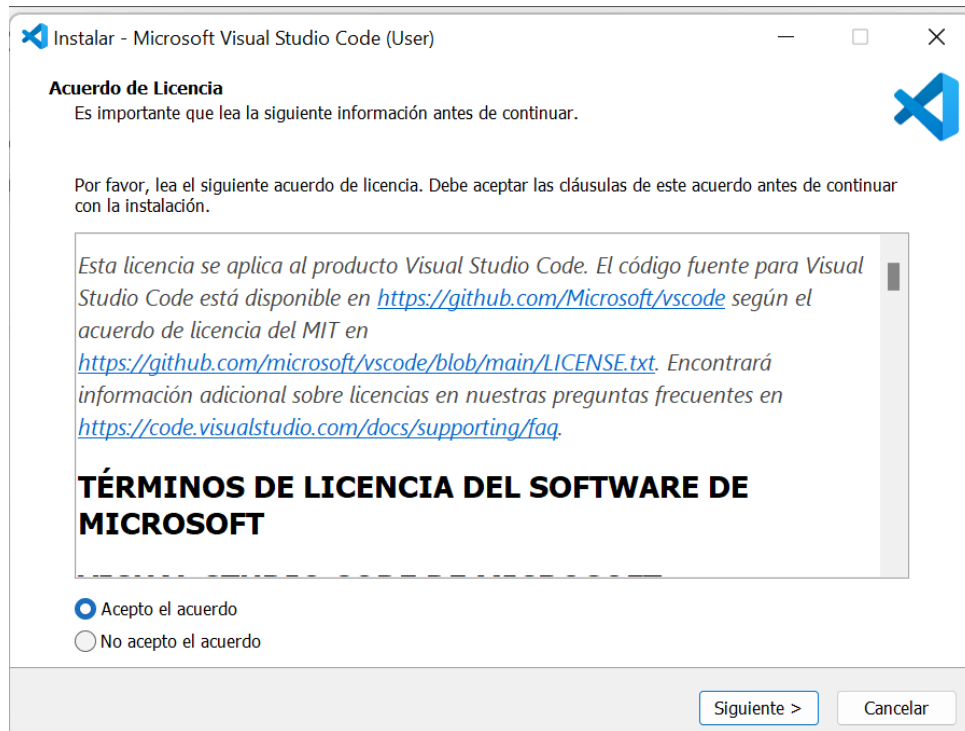 Instalar - Microsoft Visual Studio Code (User)
Acuerdo de Licencia
Es importante que lea la siguiente información antes de continuar.
Por favor, lea el siguiente acuerdo de licencia. Debe aceptar las cláusulas de este acuerdo antes de continuar
con la instalación.
Esta licencia se aplica al producto Visual Studio Code. El código fuente para Visual
Studio Code está disponible en https://github.com/Microsoft/vscode según el
acuerdo de licencia del MIT en
https://github.com/microsoft/vscode/blob/main/LICENSE.txt. Encontrará
información adicional sobre licencias en nuestras preguntas frecuentes en
https://code.visualstudio.com/docs/supporting/faq.
TÉRMINOS DE LICENCIA DEL SOFTWARE DE
MICROSOFT
Acepto el acuerdo
No acepto el acuerdo
Siguiente >
Cancelar